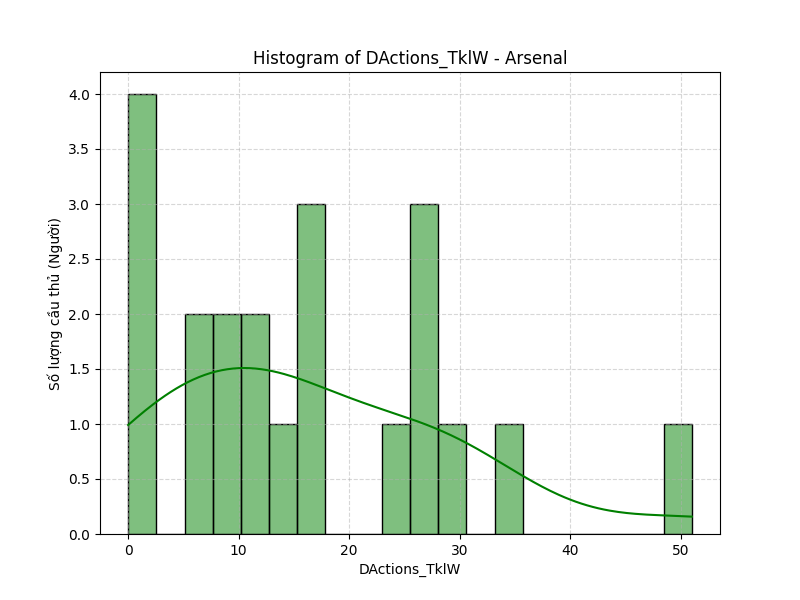 Histogram of DActions_TklW - Arsenal
Số lượng cầu thủ (Người)
4.0
3.5
3.0
2.5
2.0
1.5
1.0
0.5
0.0
0 10 20 30 40 50
DActions_TklW